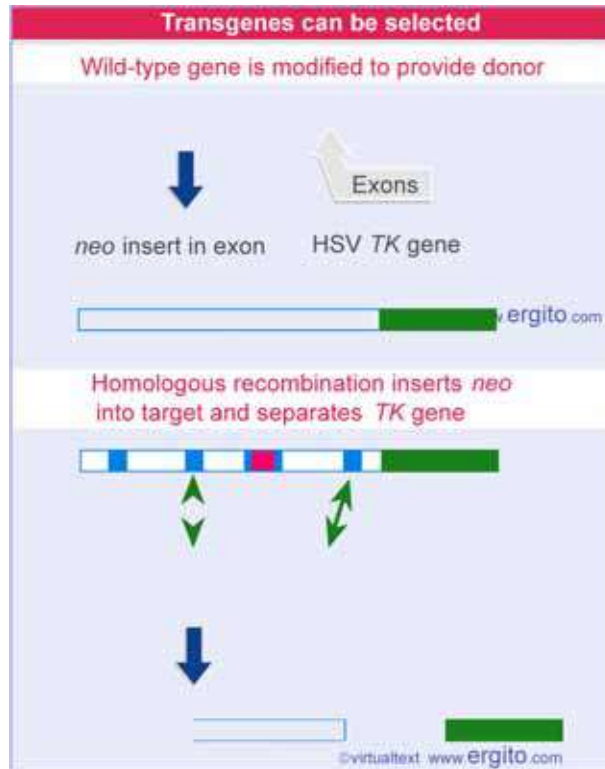 Transgenes can be selected
Wild-type gene is modified to provide donor
Exons
neo insert in exon HSV TK gene
ergito.com
Homologous recombination inserts neo
into target and separates TK gene
©virtualtext www ergito.com